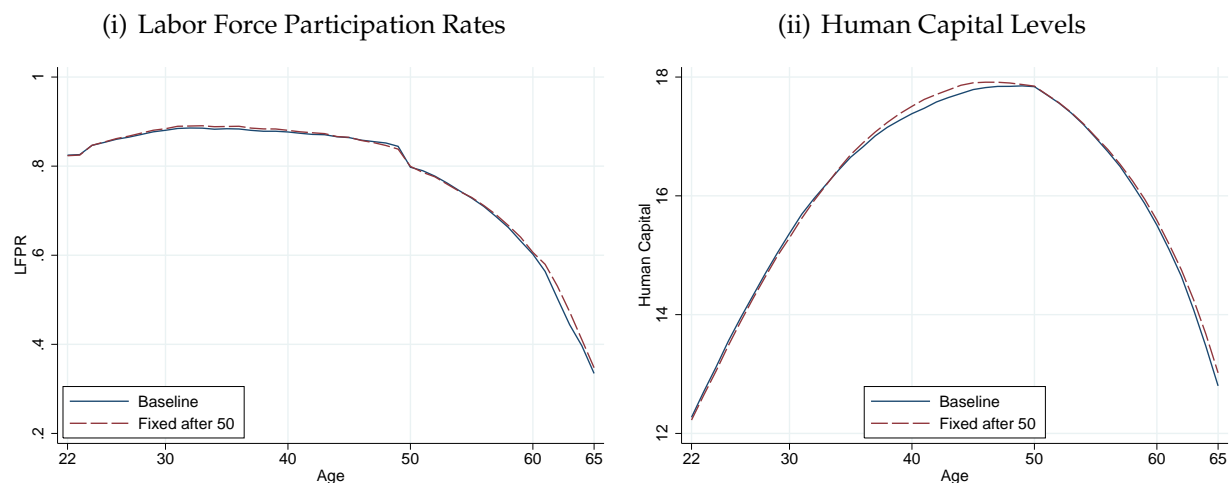 (i) Labor Force Participation Rates
1
.8
.6
.4
.2
LFPR
22
30
40
50
60
65
Age
Baseline
Fixed after 50
(ii) Human Capital Levels
18
16
14
12
Human Capital
22
30
40
50
60
65
Age
Baseline
Fixed after 50